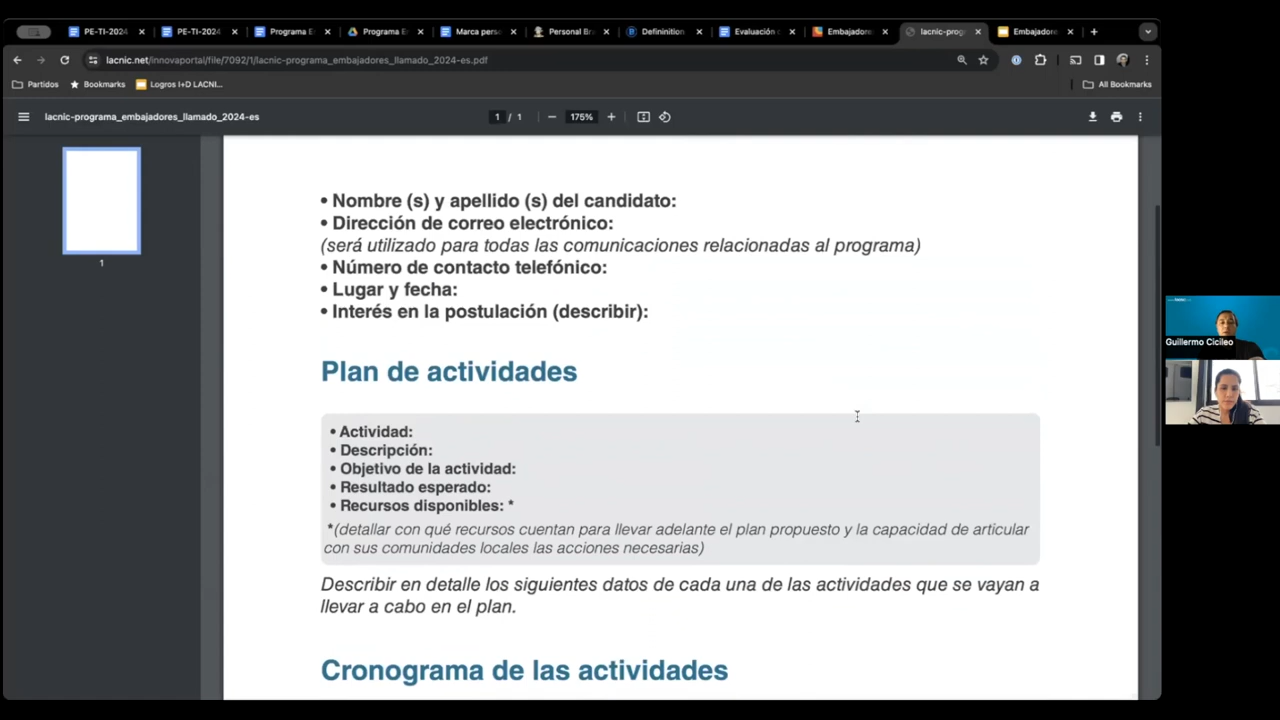 PE-TI-2024
PE-TI-2024
Programa E
Programa E
Marca pers
Personal Bra
Defininition
Evaluación
Embajadores
lacnic-prog
Embajadore
lacnic.net/innovaportal/file/7092/1/lacnic-programa_embajadores_llamado_2024-es.pdf
Partidos
Bookmarks
Logros I+D LACNI...
All Bookmarks
lacnic-programa_embajadores_llamado_2024-es
1 / 1
175%
1
• Nombre (s) y apellido (s) del candidato:
• Dirección de correo electrónico:
(será utilizado para todas las comunicaciones relacionadas al programa)
• Número de contacto telefónico:
• Lugar y fecha:
• Interés en la postulación (describir):
Plan de actividades
• Actividad:
• Descripción:
• Objetivo de la actividad:
• Resultado esperado:
• Recursos disponibles: *
*(detallar con qué recursos cuentan para llevar adelante el plan propuesto y la capacidad de articular
con sus comunidades locales las acciones necesarias)
Describir en detalle los siguientes datos de cada una de las actividades que se vayan a
llevar a cabo en el plan.
Cronograma de las actividades
Guillermo Cicileo